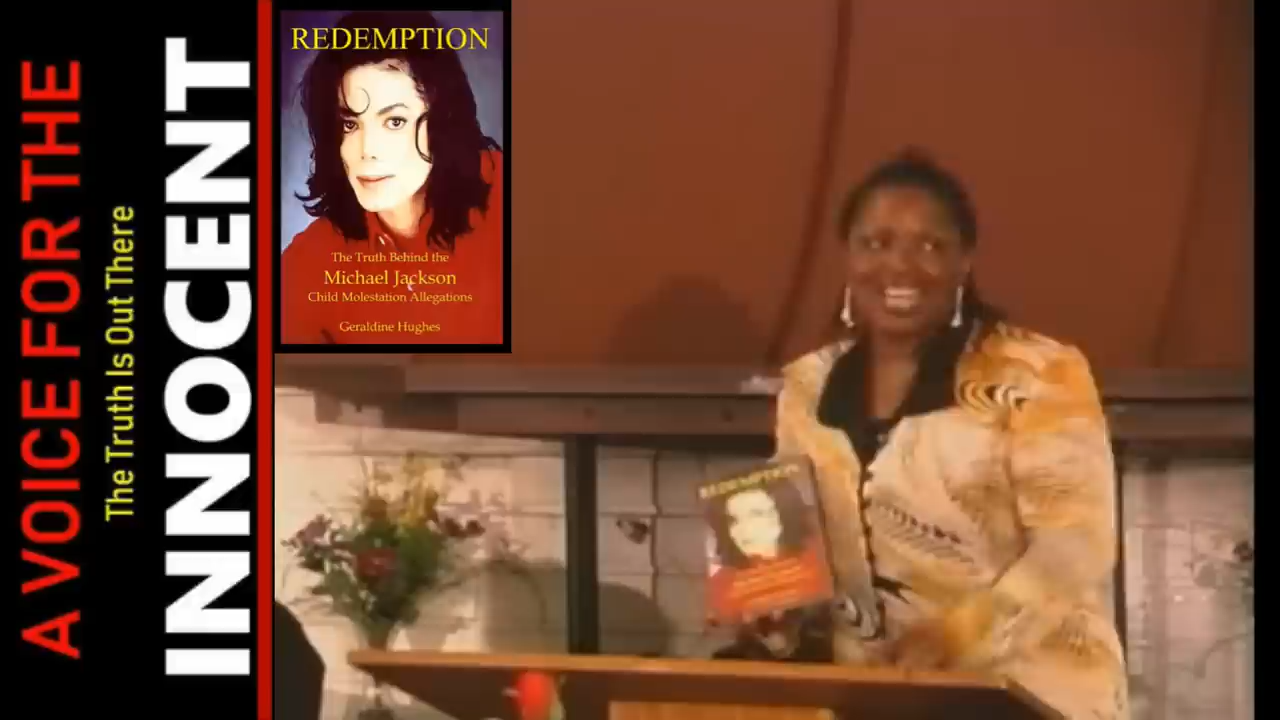 A VOICE FOR THE
The Truth Is Out There
INNOCENT
REDEMPTION
The Truth Behind the
Michael Jackson
Child Molestation Allegations
Geraldine Hughes
REDEMPTION